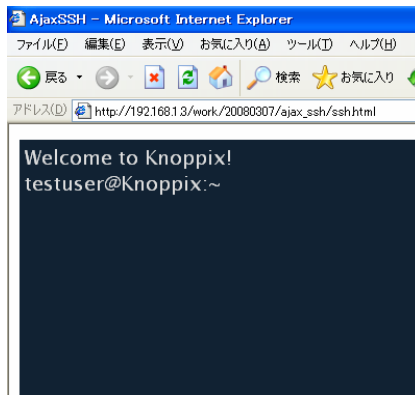 AjaxSSH - Microsoft Internet Explorer
ファイル(F) 編集(E) 表示(V) お気に入り(A) ツール(T) ヘルプ(H)
戻る 検索 お気に入り
アドレス(D) http://192.168.1.3/work/20080307/ajax_ssh/ssh.html
Welcome to Knoppix!
testuser@Knoppix:~